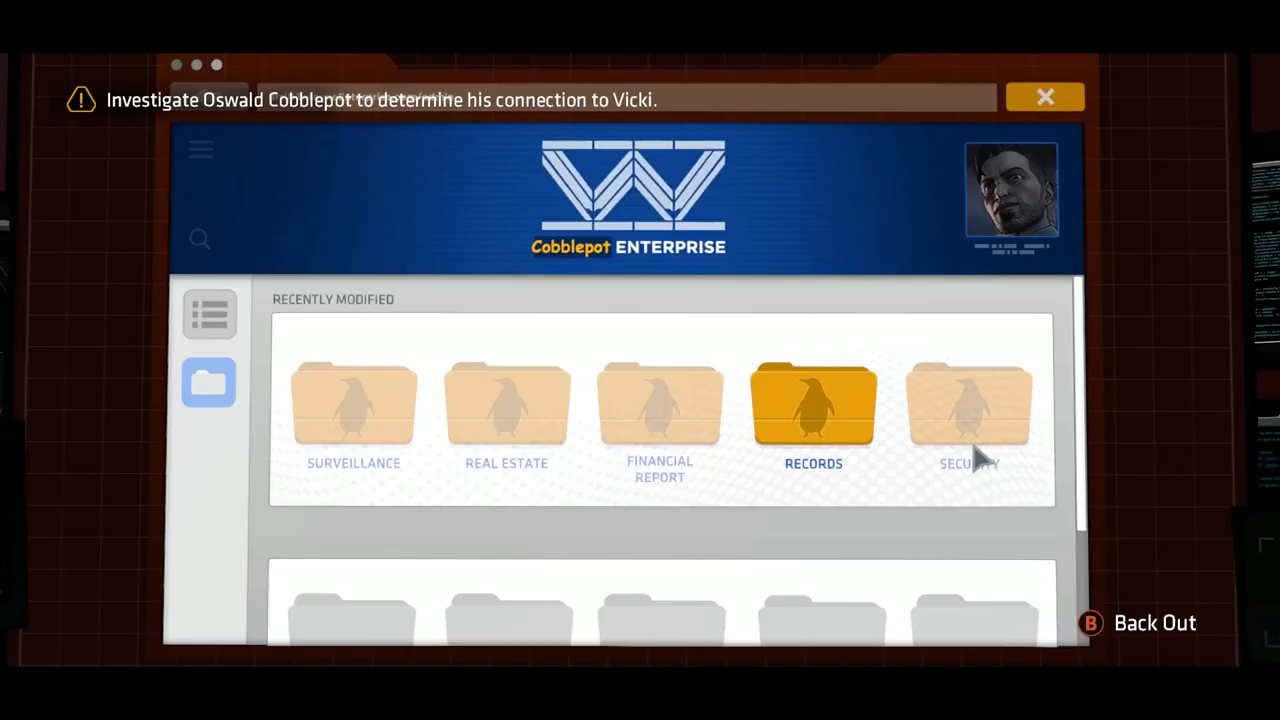 Investigate Oswald Cobblepot to determine his connection to Vicki.
Cobblepot ENTERPRISE
RECENTLY MODIFIED
SURVEILLANCE
REAL ESTATE
FINANCIAL
REPORT
RECORDS
SECURITY
B Back Out